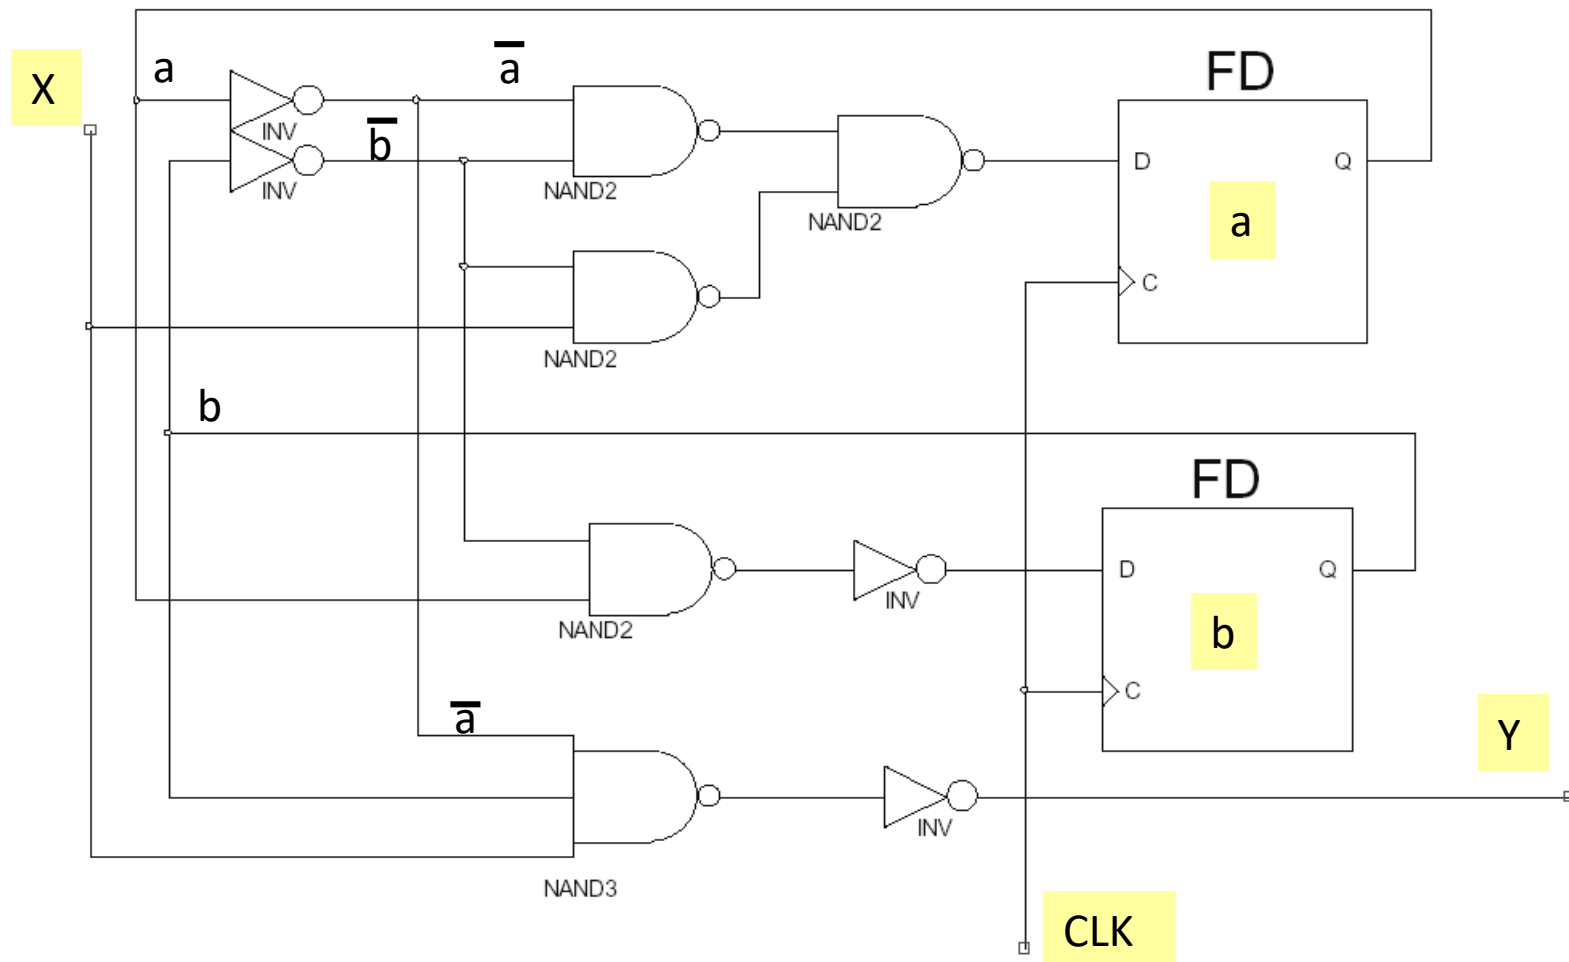 X
a
a̅
INV
b̅
INV
NAND2
NAND2
FD
D
Q
a
C
NAND2
b
FD
D
Q
b
C
NAND2
INV
a̅
Y
INV
NAND3
CLK